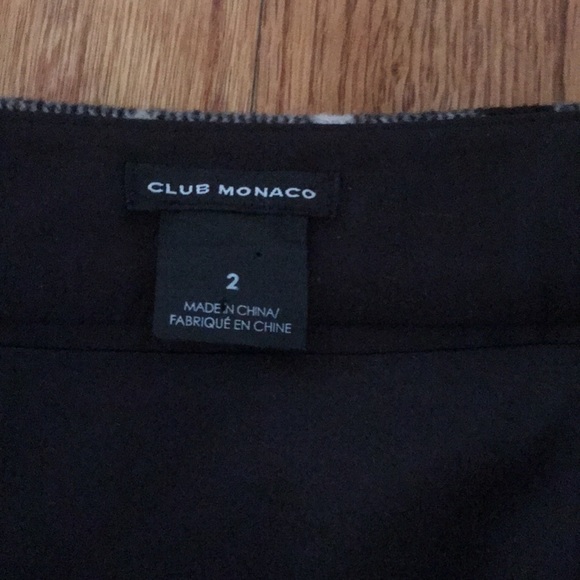 CLUB MONACO
2
MADE IN CHINA/
FABRIQUÉ EN CHINE